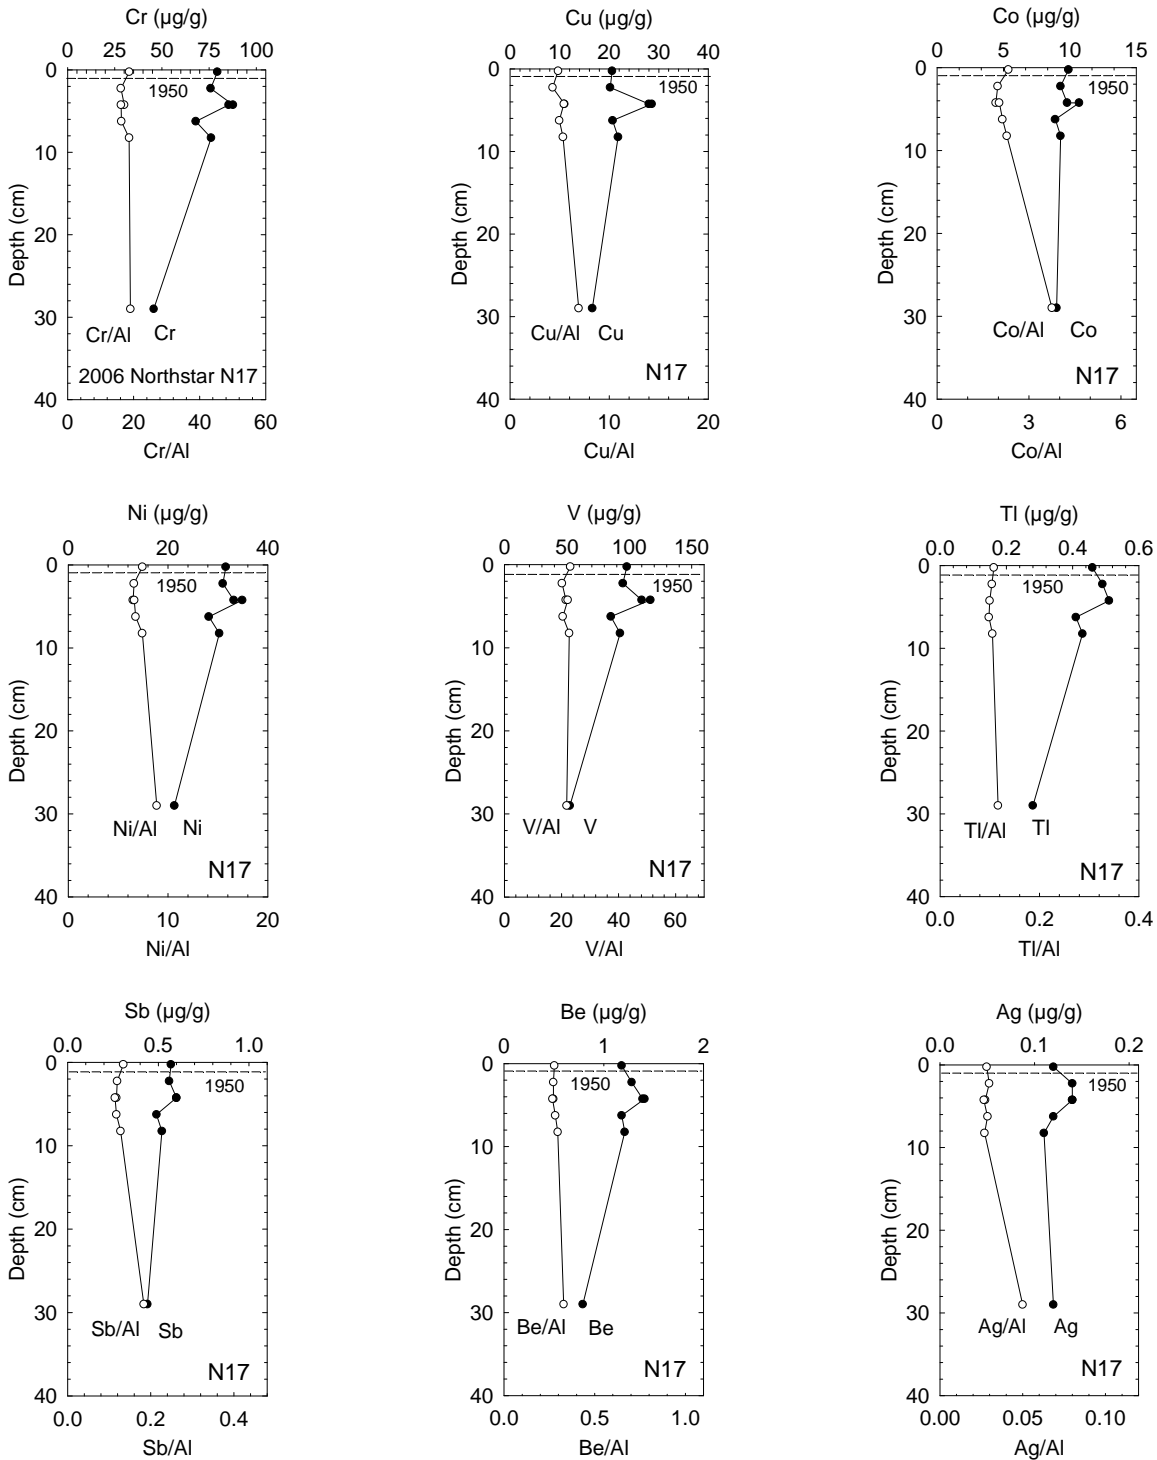 Cr (µg/g)
0 25 50 75 100
0
10
20
30
40
Depth (cm)
1950
Cr/Al Cr
2006 Northstar N17
0 20 40 60
Cr/Al
Cu (µg/g)
0 10 20 30 40
0
10
20
30
40
Depth (cm)
1950
Cu/Al Cu
N17
0 10 20
Cu/Al
Co (µg/g)
0 5 10 15
0
10
20
30
40
Depth (cm)
1950
Co/Al Co
N17
0 3 6
Co/Al
Ni (µg/g)
0 20 40
0
10
20
30
40
Depth (cm)
1950
Ni/Al Ni
N17
0 10 20
Ni/Al
V (µg/g)
0 50 100 150
0
10
20
30
40
Depth (cm)
1950
V/Al V
N17
0 20 40 60
V/Al
Tl (µg/g)
0.0 0.2 0.4 0.6
0
10
20
30
40
Depth (cm)
1950
Tl/Al Tl
N17
0.0 0.2 0.4
Tl/Al
Sb (µg/g)
0.0 0.5 1.0
0
10
20
30
40
Depth (cm)
1950
Sb/Al Sb
N17
0.0 0.2 0.4
Sb/Al
Be (µg/g)
0 1 2
0
10
20
30
40
Depth (cm)
1950
Be/Al Be
N17
0.0 0.5 1.0
Be/Al
Ag (µg/g)
0.0 0.1 0.2
0
10
20
30
40
Depth (cm)
1950
Ag/Al Ag
N17
0.00 0.05 0.10
Ag/Al